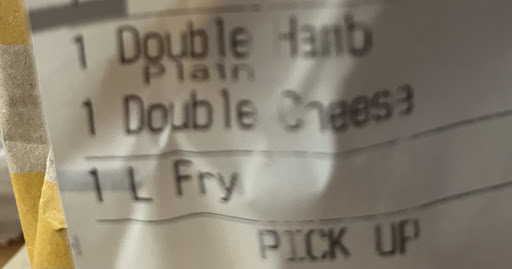 1 Double Hamb
Plain
1 Double Cheese
1 L Fry
PICK UP